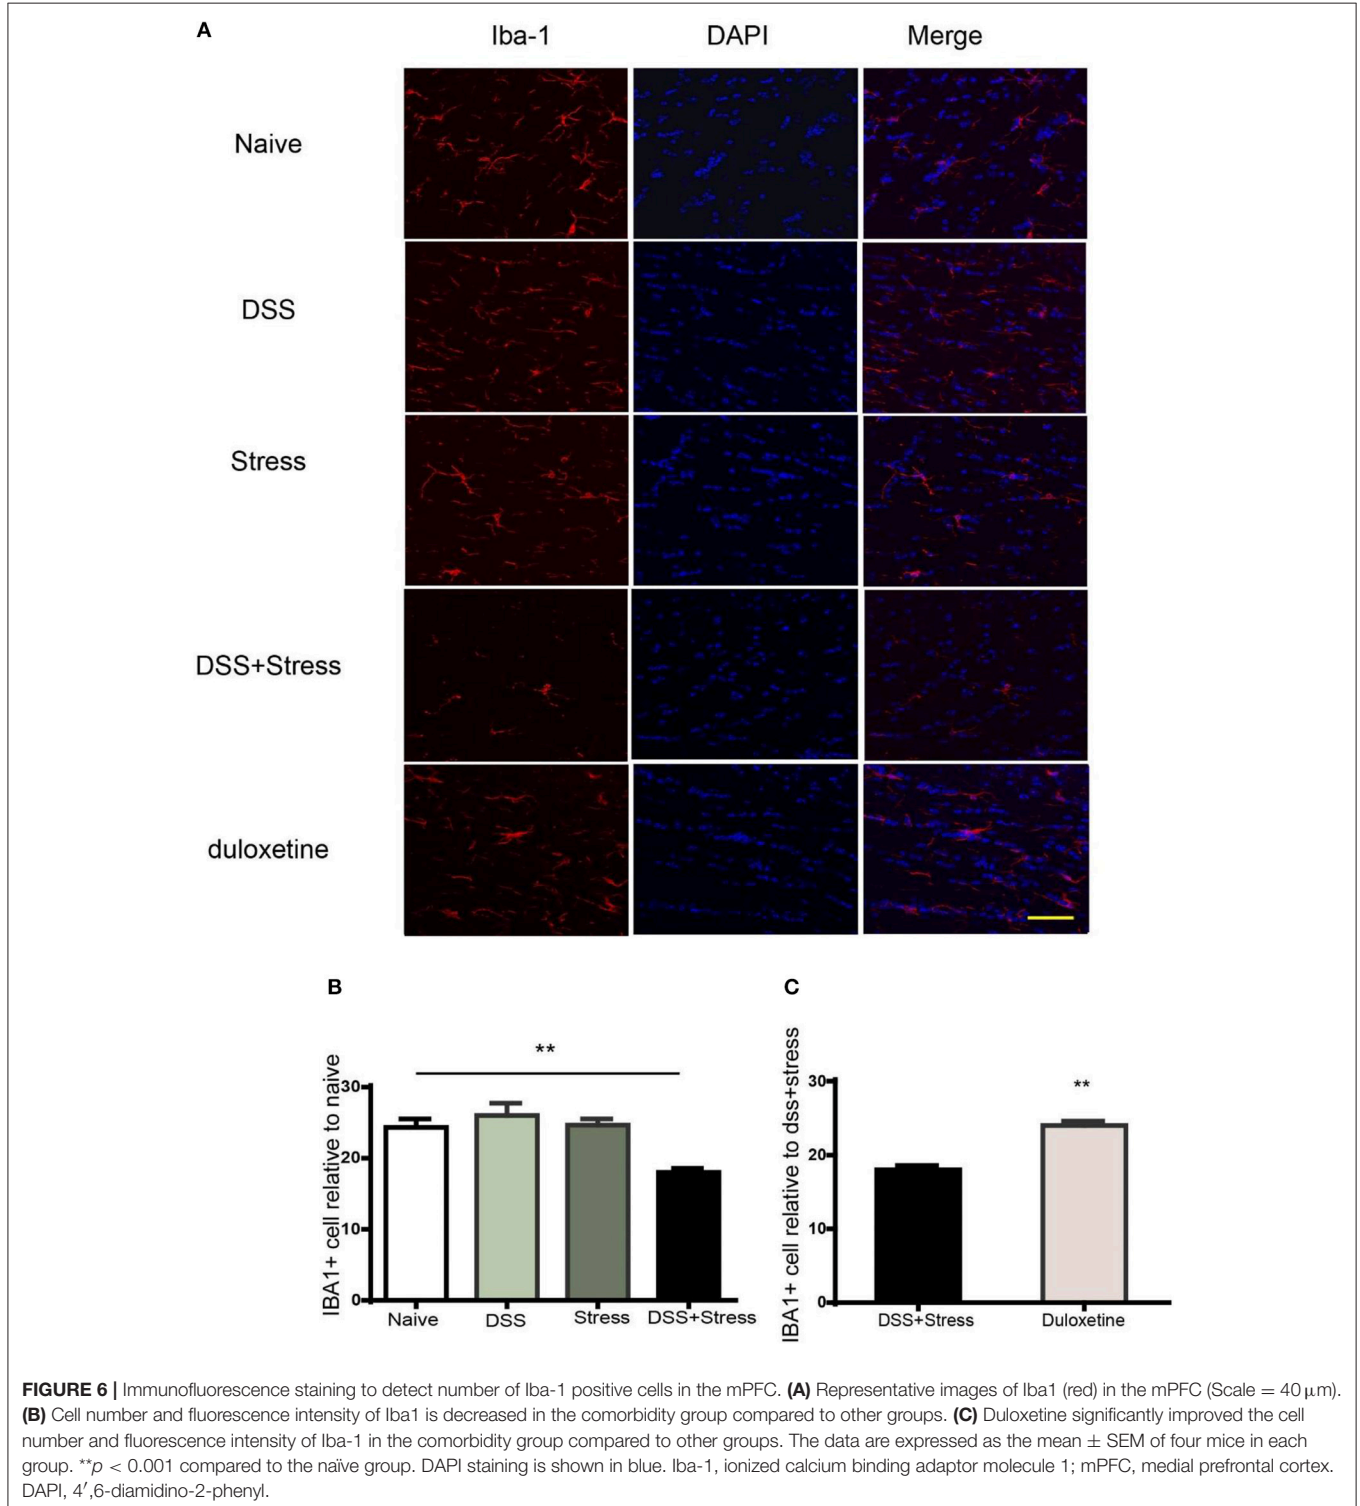 A
Iba-1 DAPI Merge
Naive
DSS
Stress
DSS+Stress
duloxetine
B
IBA1+ cell relative to naive
30
20
10
0
**
Naive DSS Stress DSS+Stress
C
IBA1+ cell relative to dss+stress
30
20
10
0
**
DSS+Stress Duloxetine
FIGURE 6 | Immunofluorescence staining to detect number of Iba-1 positive cells in the mPFC. (A) Representative images of Iba1 (red) in the mPFC (Scale = 40 μm).
(B) Cell number and fluorescence intensity of Iba1 is decreased in the comorbidity group compared to other groups. (C) Duloxetine significantly improved the cell
number and fluorescence intensity of Iba-1 in the comorbidity group compared to other groups. The data are expressed as the mean ± SEM of four mice in each
group. **p < 0.001 compared to the naïve group. DAPI staining is shown in blue. Iba-1, ionized calcium binding adaptor molecule 1; mPFC, medial prefrontal cortex.
DAPI, 4′,6-diamidino-2-phenyl.